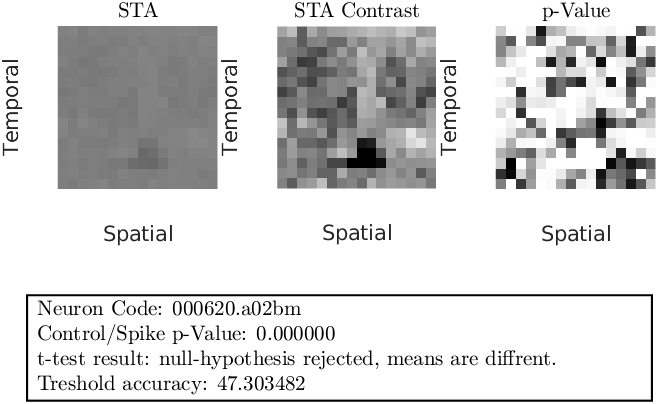 STA
STA Contrast
p-Value
Temporal
Temporal
Temporal
Spatial
Spatial
Spatial
Neuron Code: 000620.a02bm
Control/Spike p-Value: 0.000000
t-test result: null-hypothesis rejected, means are diffrent.
Treshold accuracy: 47.303482